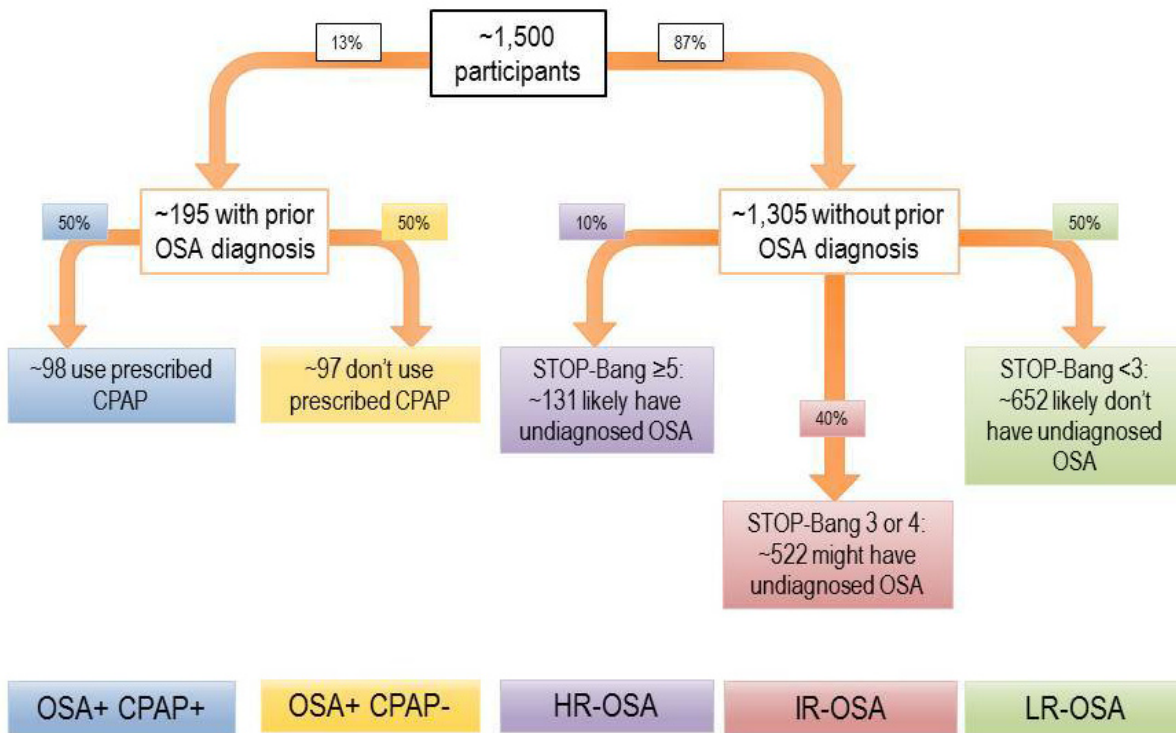 13%
~1,500
participants
87%
50%
~195 with prior
OSA diagnosis
50%
10%
~1,305 without prior
OSA diagnosis
50%
~98 use prescribed
CPAP
~97 don’t use
prescribed CPAP
STOP-Bang ≥5:
~131 likely have
undiagnosed OSA
40%
STOP-Bang <3:
~652 likely don’t
have undiagnosed
OSA
STOP-Bang 3 or 4:
~522 might have
undiagnosed OSA
OSA+ CPAP+
OSA+ CPAP-
HR-OSA
IR-OSA
LR-OSA